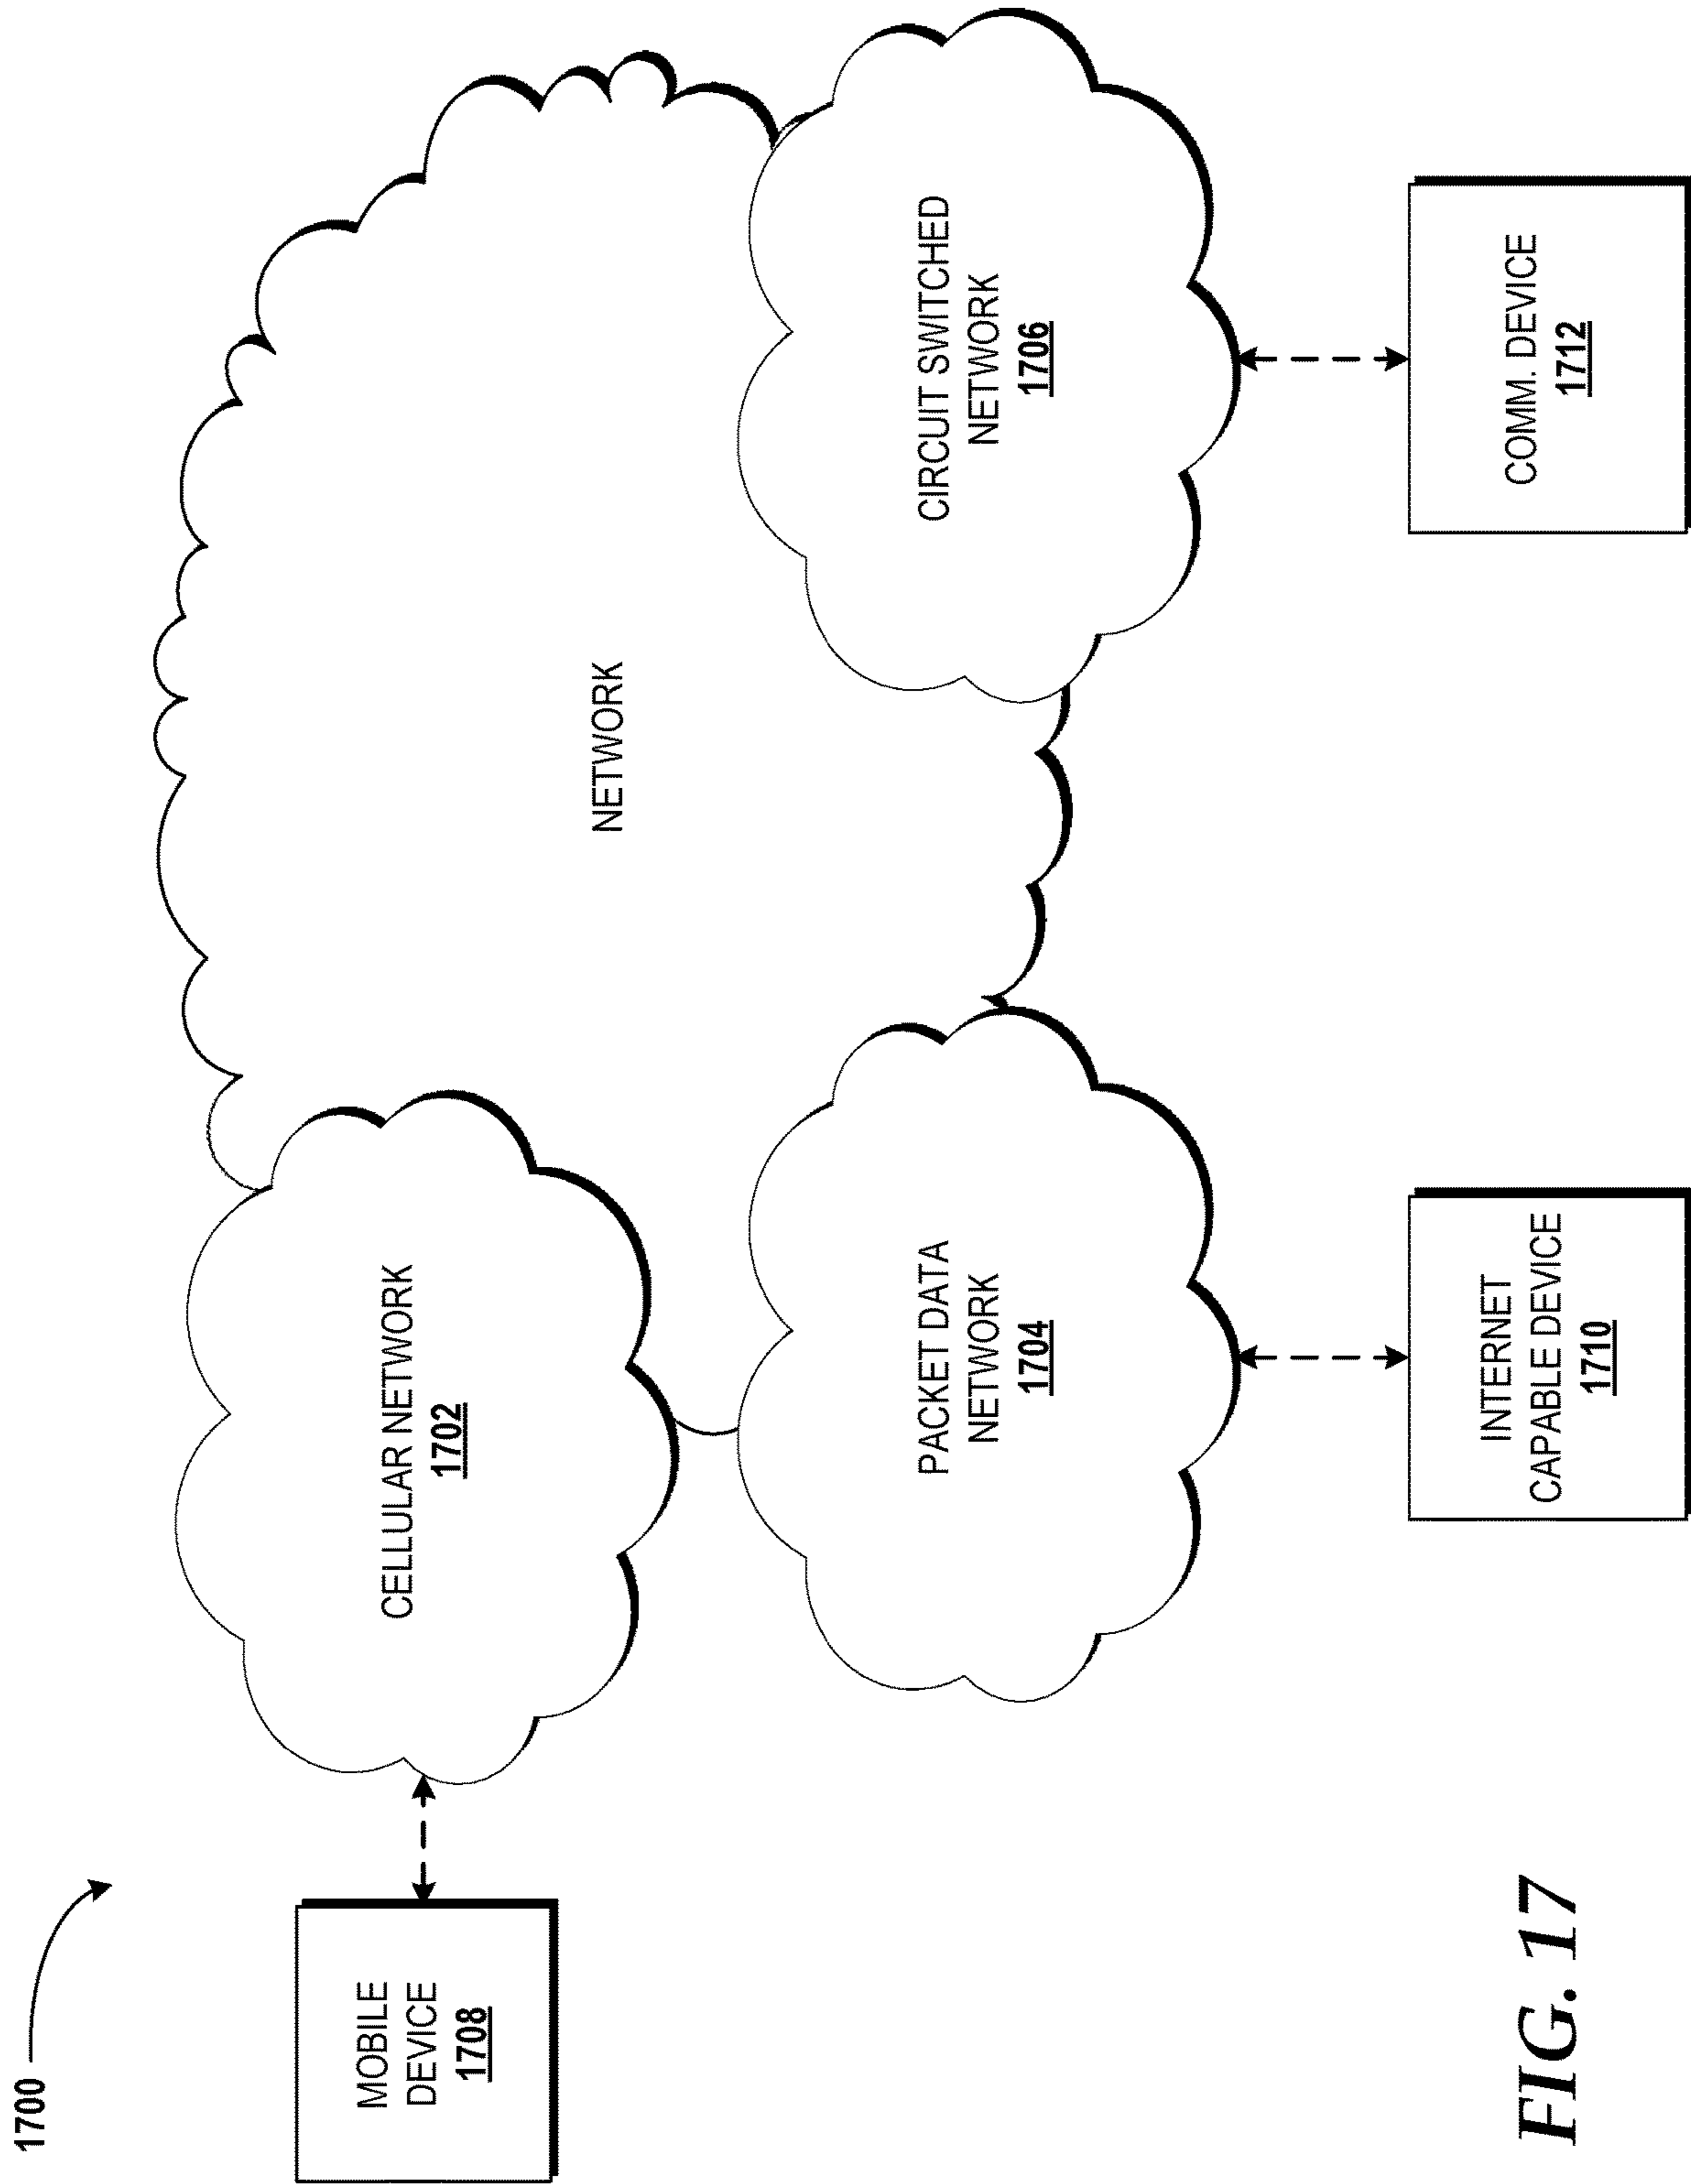 1700
MOBILE
DEVICE
1708
CELLULAR NETWORK
1702
NETWORK
PACKET DATA
NETWORK
1704
CIRCUIT SWITCHED
NETWORK
1706
INTERNET
CAPABLE DEVICE
1710
COMM. DEVICE
1712
FIG. 17